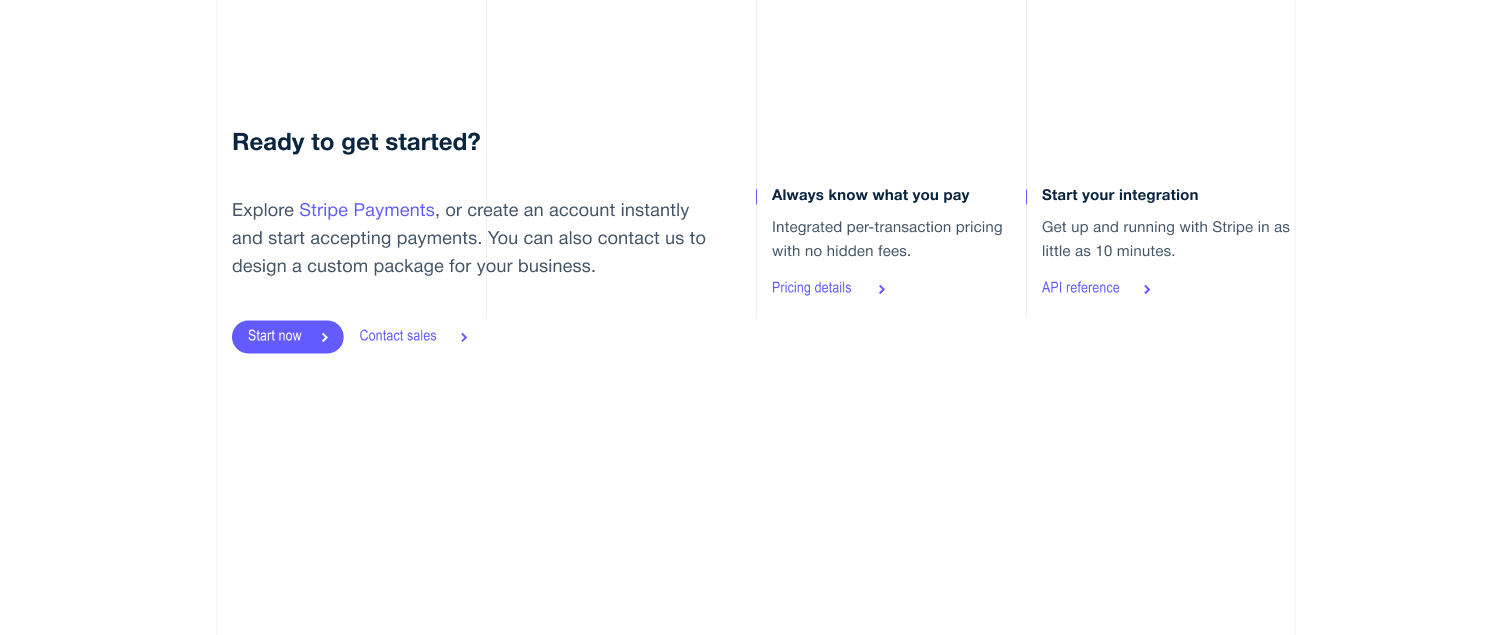 Ready to get started?
Explore Stripe Payments, or create an account instantly
and start accepting payments. You can also contact us to
design a custom package for your business.
Start now
Contact sales
Always know what you pay
Integrated per-transaction pricing
with no hidden fees.
Pricing details
Start your integration
Get up and running with Stripe in as
little as 10 minutes.
API reference